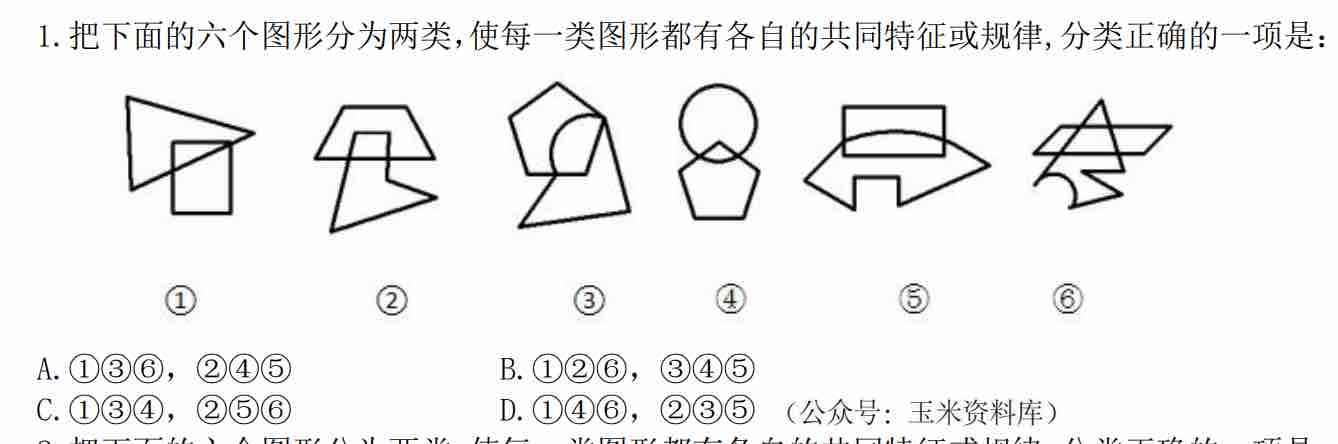 1.把下面的六个图形分为两类,使每一类图形都有各自的共同特征或规律,分类正确的一项是:
① ② ③ ④ ⑤ ⑥
A.①③⑥，②④⑤ B.①②⑥，③④⑤
C.①③④，②⑤⑥ D.①④⑥，②③⑤ （公众号: 玉米资料库）